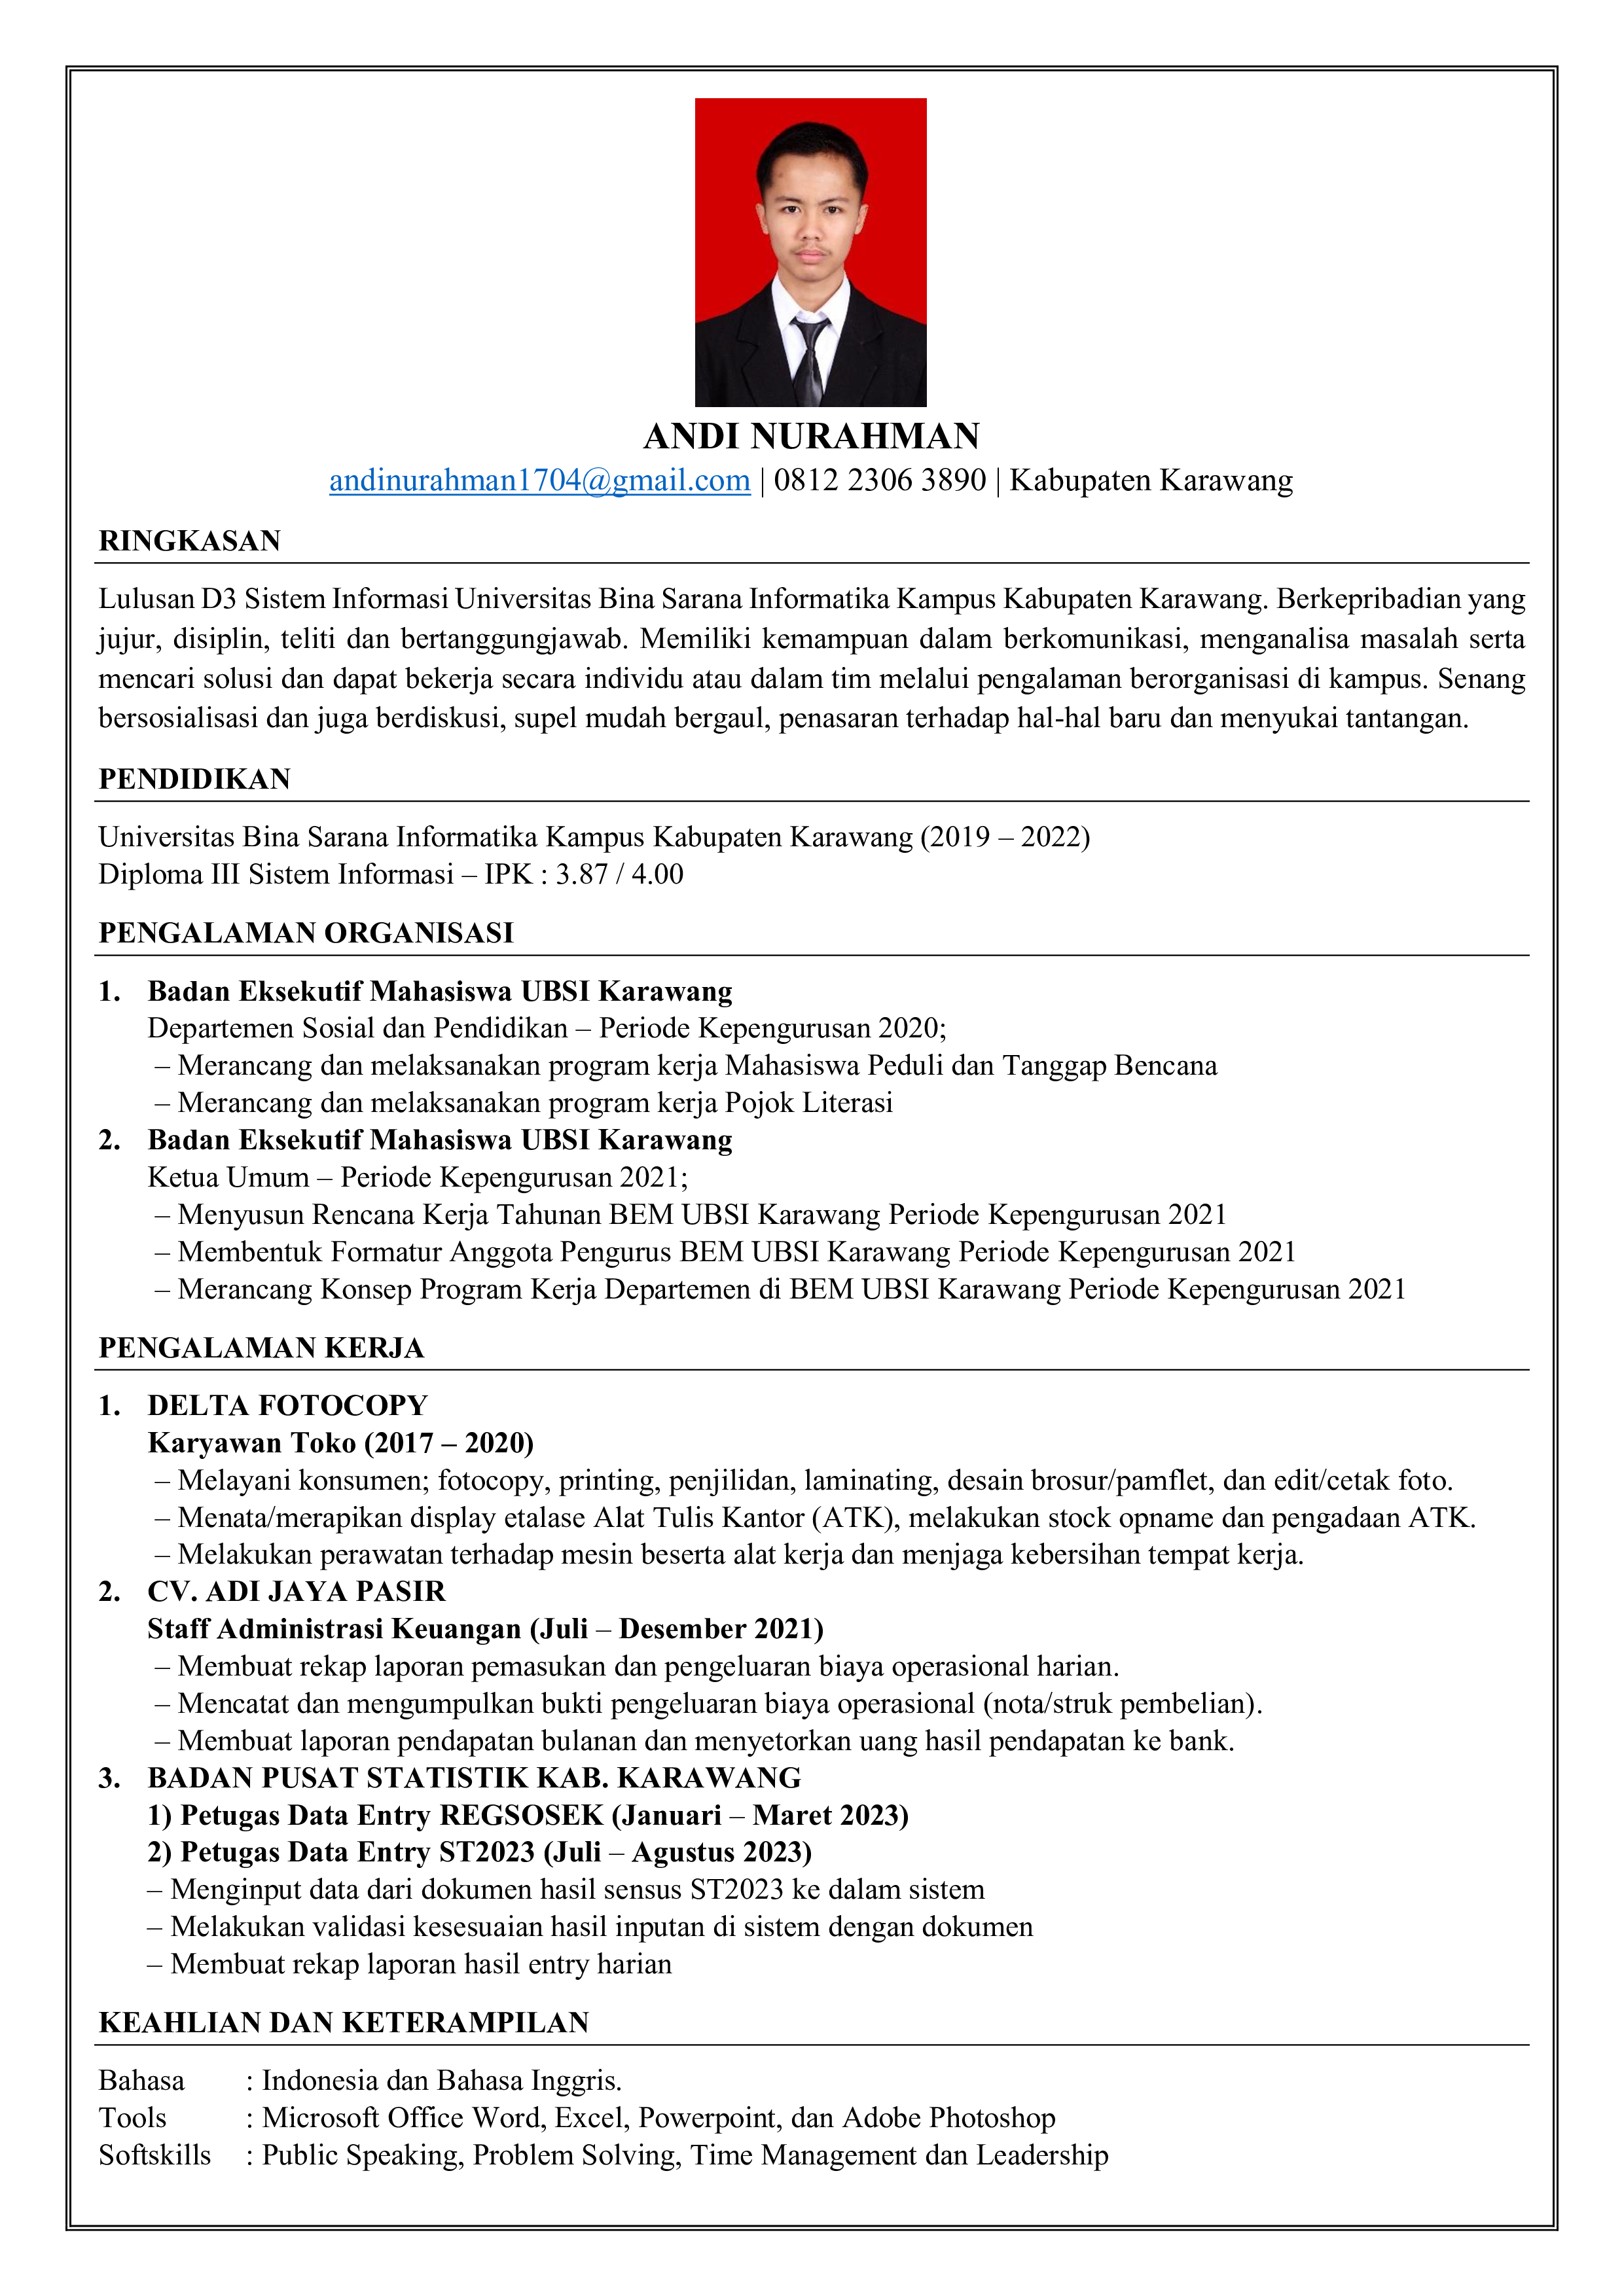 ANDI NURAHMAN
andinurahman1704@gmail.com | 0812 2306 3890 | Kabupaten Karawang
RINGKASAN
Lulusan D3 Sistem Informasi Universitas Bina Sarana Informatika Kampus Kabupaten Karawang. Berkepribadian yang
jujur, disiplin, teliti dan bertanggungjawab. Memiliki kemampuan dalam berkomunikasi, menganalisa masalah serta
mencari solusi dan dapat bekerja secara individu atau dalam tim melalui pengalaman berorganisasi di kampus. Senang
bersosialisasi dan juga berdiskusi, supel mudah bergaul, penasaran terhadap hal-hal baru dan menyukai tantangan.
PENDIDIKAN
Universitas Bina Sarana Informatika Kampus Kabupaten Karawang (2019 – 2022)
Diploma III Sistem Informasi – IPK : 3.87 / 4.00
PENGALAMAN ORGANISASI
1. Badan Eksekutif Mahasiswa UBSI Karawang
Departemen Sosial dan Pendidikan – Periode Kepengurusan 2020;
– Merancang dan melaksanakan program kerja Mahasiswa Peduli dan Tanggap Bencana
– Merancang dan melaksanakan program kerja Pojok Literasi
2. Badan Eksekutif Mahasiswa UBSI Karawang
Ketua Umum – Periode Kepengurusan 2021;
– Menyusun Rencana Kerja Tahunan BEM UBSI Karawang Periode Kepengurusan 2021
– Membentuk Formatur Anggota Pengurus BEM UBSI Karawang Periode Kepengurusan 2021
– Merancang Konsep Program Kerja Departemen di BEM UBSI Karawang Periode Kepengurusan 2021
PENGALAMAN KERJA
1. DELTA FOTOCOPY
Karyawan Toko (2017 – 2020)
– Melayani konsumen; fotocopy, printing, penjilidan, laminating, desain brosur/pamflet, dan edit/cetak foto.
– Menata/merapikan display etalase Alat Tulis Kantor (ATK), melakukan stock opname dan pengadaan ATK.
– Melakukan perawatan terhadap mesin beserta alat kerja dan menjaga kebersihan tempat kerja.
2. CV. ADI JAYA PASIR
Staff Administrasi Keuangan (Juli – Desember 2021)
– Membuat rekap laporan pemasukan dan pengeluaran biaya operasional harian.
– Mencatat dan mengumpulkan bukti pengeluaran biaya operasional (nota/struk pembelian).
– Membuat laporan pendapatan bulanan dan menyetorkan uang hasil pendapatan ke bank.
3. BADAN PUSAT STATISTIK KAB. KARAWANG
1) Petugas Data Entry REGSOSEK (Januari – Maret 2023)
2) Petugas Data Entry ST2023 (Juli – Agustus 2023)
– Menginput data dari dokumen hasil sensus ST2023 ke dalam sistem
– Melakukan validasi kesesuaian hasil inputan di sistem dengan dokumen
– Membuat rekap laporan hasil entry harian
KEAHLIAN DAN KETERAMPILAN
Bahasa : Indonesia dan Bahasa Inggris.
Tools : Microsoft Office Word, Excel, Powerpoint, dan Adobe Photoshop
Softskills : Public Speaking, Problem Solving, Time Management dan Leadership